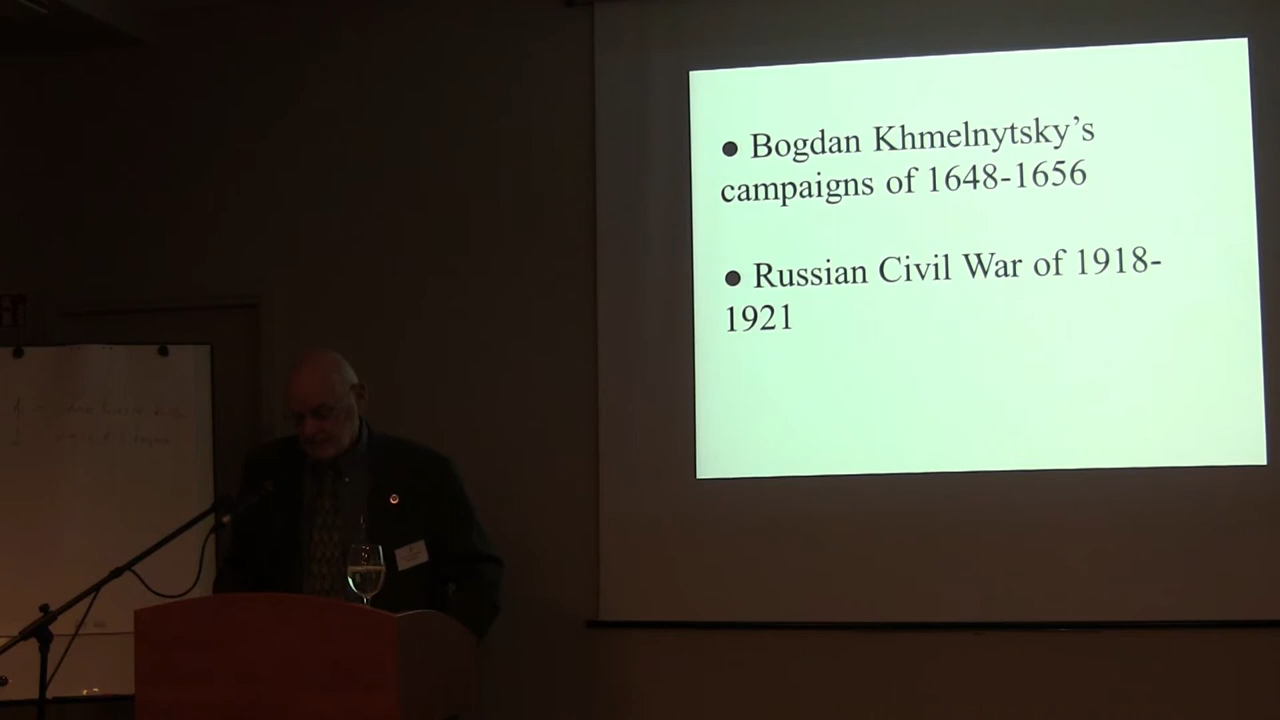 ● Bogdan Khmelnytsky’s
campaigns of 1648-1656
● Russian Civil War of 1918-
1921